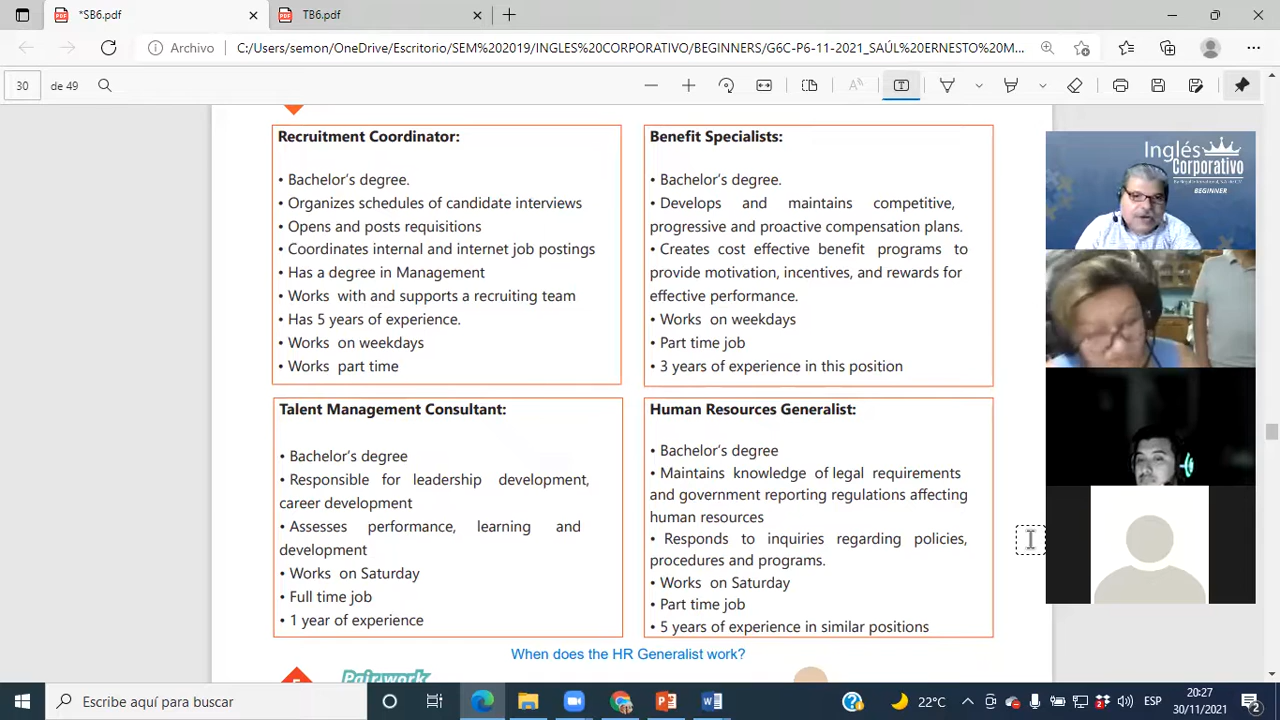 *SB6.pdf
TB6.pdf
Archivo
C:/Users/semon/OneDrive/Escritorio/SEM%202019/INGLES%20CORPORATIVO/BEGINNERS/G6C-P6-11-2021_SAÚL%20ERNESTO%20M...
30 de 49
Recruitment Coordinator:
• Bachelor's degree.
• Organizes schedules of candidate interviews
• Opens and posts requisitions
• Coordinates internal and internet job postings
• Has a degree in Management
• Works with and supports a recruiting team
• Has 5 years of experience.
• Works on weekdays
• Works part time
Benefit Specialists:
• Bachelor's degree.
• Develops and maintains competitive,
progressive and proactive compensation plans.
• Creates cost effective benefit programs to
provide motivation, incentives, and rewards for
effective performance.
• Works on weekdays
• Part time job
• 3 years of experience in this position
Talent Management Consultant:
• Bachelor's degree
• Responsible for leadership development,
career development
• Assesses performance, learning and
development
• Works on Saturday
• Full time job
• 1 year of experience
Human Resources Generalist:
• Bachelor's degree
• Maintains knowledge of legal requirements
and government reporting regulations affecting
human resources
• Responds to inquiries regarding policies,
procedures and programs.
• Works on Saturday
• Part time job
• 5 years of experience in similar positions
When does the HR Generalist work?
5
Pair work
Inglés
Corporativo
BEGINNER
Escribe aquí para buscar
22°C
ESP
20:27
30/11/2021
2